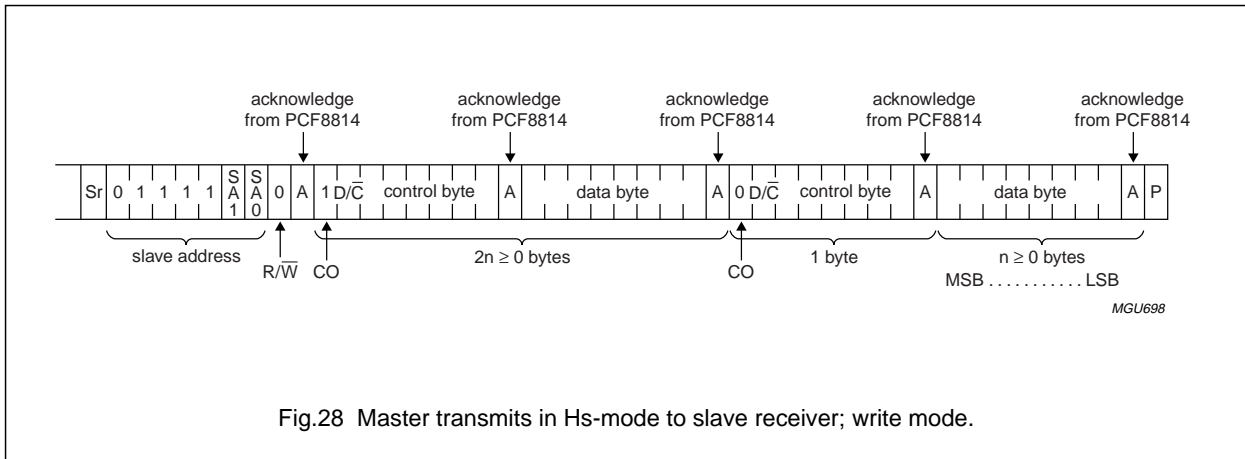 acknowledge acknowledge acknowledge acknowledge acknowledge
from PCF8814 from PCF8814 from PCF8814 from PCF8814 from PCF8814
Sr 0 1 1 1 1 SA1 SA0 0 A 1 D/C̅ control byte A data byte A 0 D/C̅ control byte A data byte A P
slave address 2n ≥ 0 bytes 1 byte n ≥ 0 bytes
R/W̅ CO CO MSB . . . . . . . . . . . LSB
MGU698
Fig.28 Master transmits in Hs-mode to slave receiver; write mode.